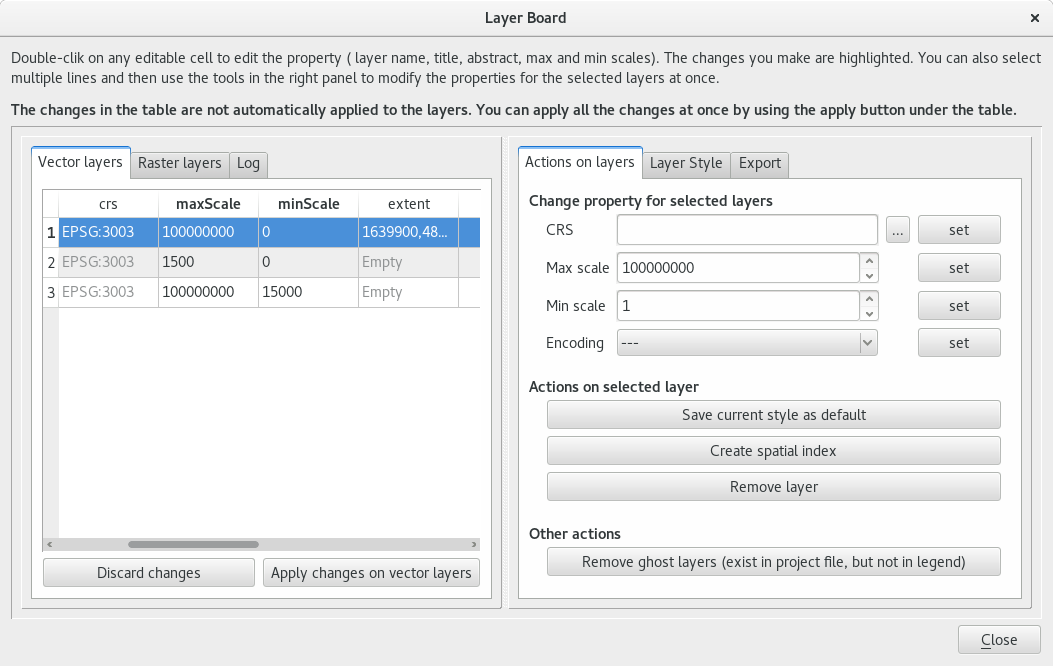 Layer Board
Double-clik on any editable cell to edit the property ( layer name, title, abstract, max and min scales). The changes you make are highlighted. You can also select
multiple lines and then use the tools in the right panel to modify the properties for the selected layers at once.
The changes in the table are not automatically applied to the layers. You can apply all the changes at once by using the apply button under the table.
Vector layers Raster layers Log
crs maxScale minScale extent
1 EPSG:3003 100000000 0 1639900,48...
2 EPSG:3003 1500 0 Empty
3 EPSG:3003 100000000 15000 Empty
Discard changes Apply changes on vector layers
Actions on layers Layer Style Export
Change property for selected layers
CRS ... set
Max scale 100000000 set
Min scale 1 set
Encoding --- set
Actions on selected layer
Save current style as default
Create spatial index
Remove layer
Other actions
Remove ghost layers (exist in project file, but not in legend)
Close